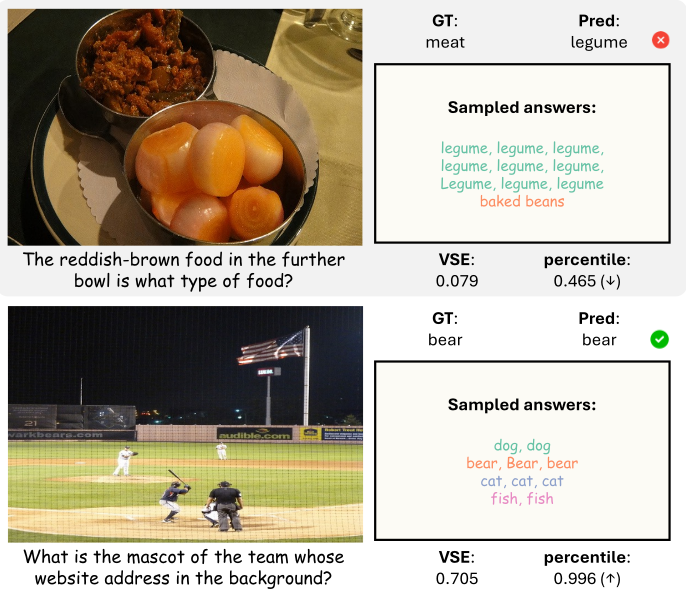 GT: Pred:
meat legume
Sampled answers:
legume, legume, legume,
legume, legume, legume,
Legume, legume, legume
baked beans
The reddish-brown food in the further
bowl is what type of food?
VSE: percentile:
0.079 0.465 (↓)
GT: Pred:
bear bear
21
warkbears.com
audible.com
Sampled answers:
dog, dog
bear, Bear, bear
cat, cat, cat
fish, fish
What is the mascot of the team whose
website address in the background?
VSE: percentile:
0.705 0.996 (↑)